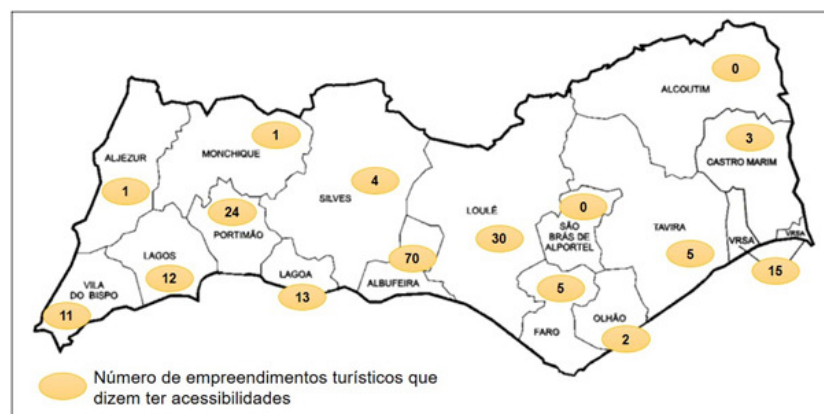 0
ALCOUTIM
1
3
ALJEZUR
MONCHIQUE
CASTRO MARIM
4
1
SILVES
24
0
LOULÉ
PORTIMÃO
SÃO
BRÁS DE
ALPORTEL
30
TAVIRA
VRSA
VRSA
LAGOS
70
5
12
LAGOA
ALBUFEIRA
15
VILA
DO BISPO
13
5
11
FARO
OLHÃO
2
Número de empreendimentos turísticos que
dizem ter acessibilidades